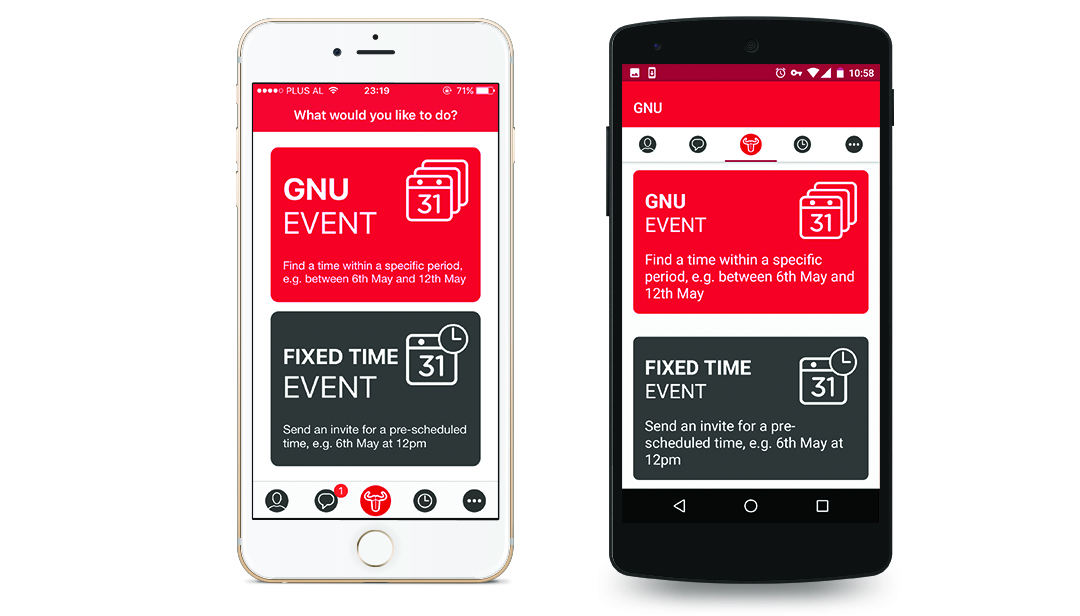 PLUS AL 23:19 71%
What would you like to do?
GNU
EVENT
31
Find a time within a specific period,
e.g. between 6th May and 12th May
FIXED TIME
EVENT
31
Send an invite for a pre-scheduled
time, e.g. 6th May at 12pm
1
10:58
GNU
GNU
EVENT
31
Find a time within a specific
period, e.g. between 6th May and
12th May
FIXED TIME
EVENT
31
Send an invite for a pre-
scheduled time, e.g. 6th May at
12pm